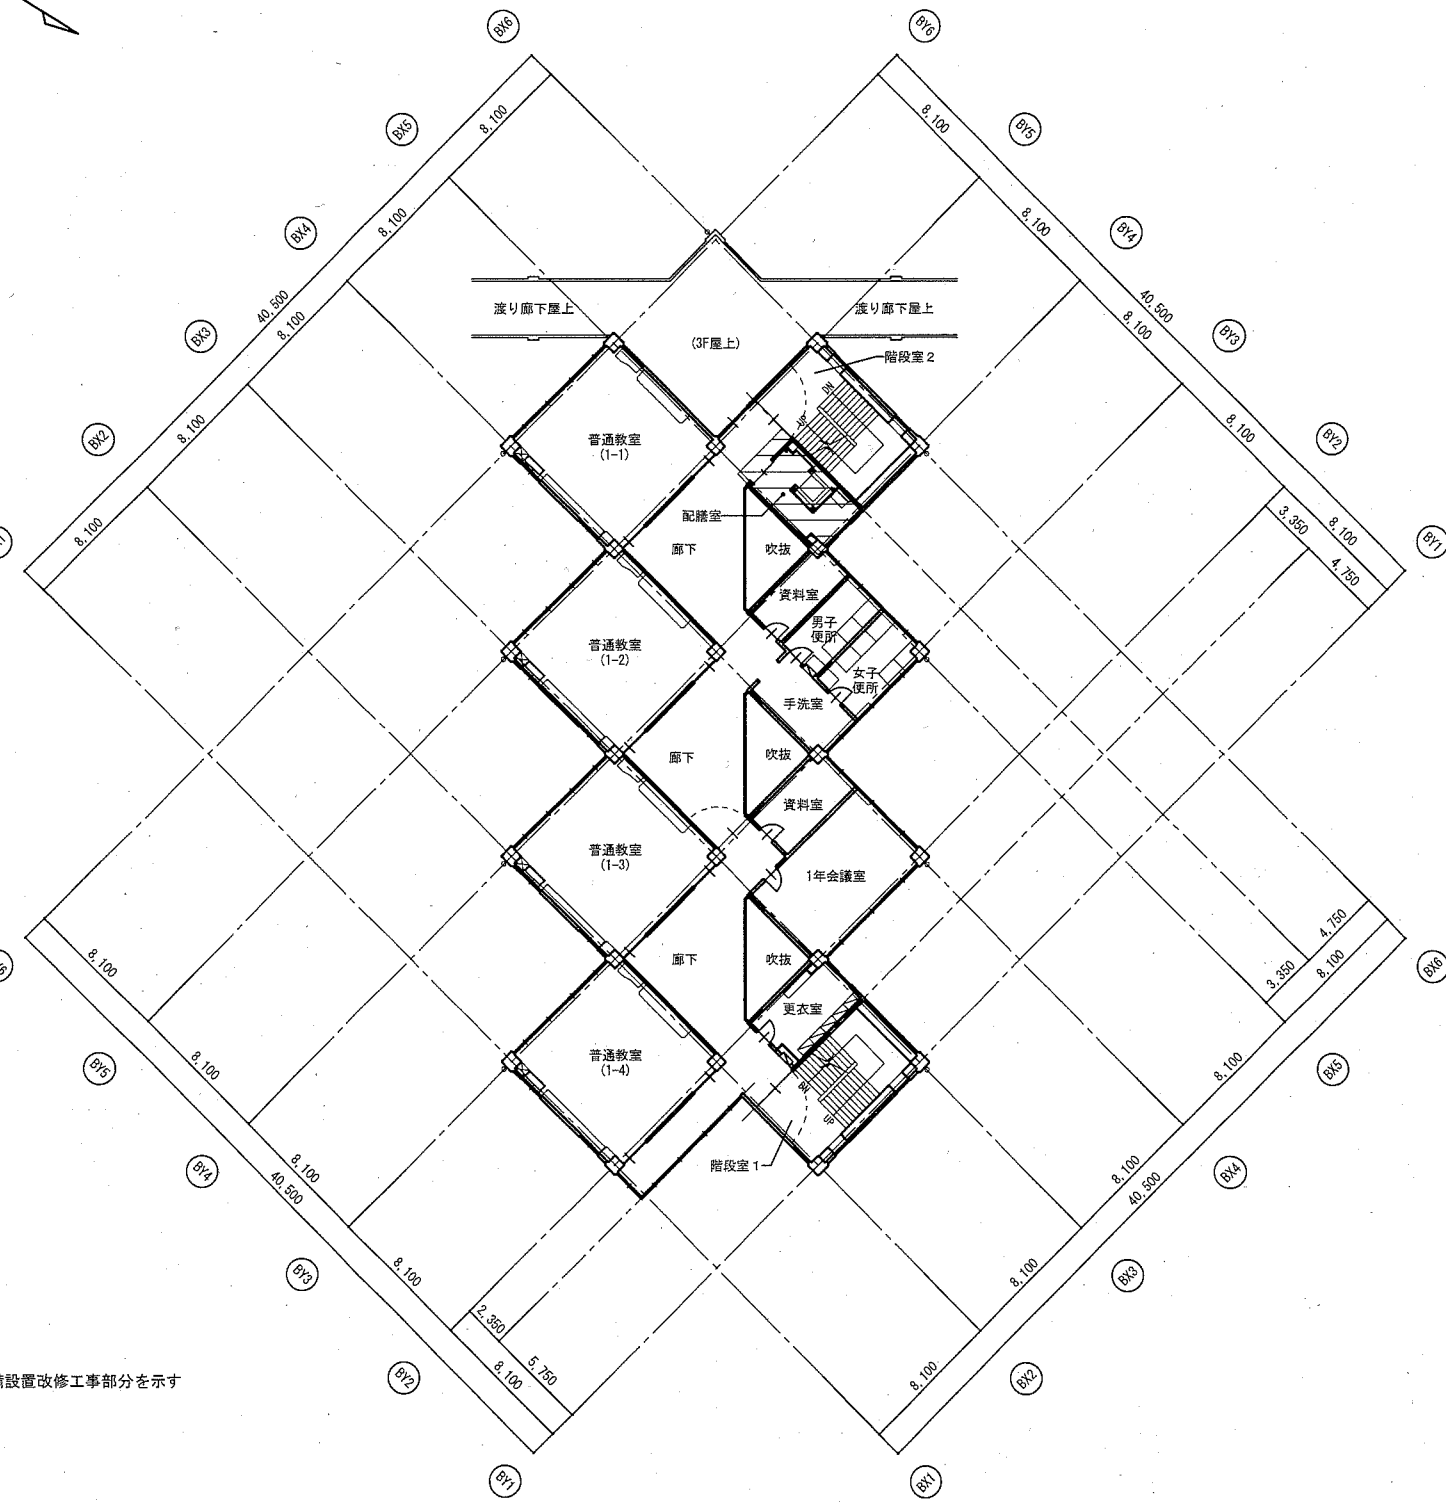 BX6
BY6
BX5
8,100
8,100
BY5
BX4
8,100
8,100
BY4
40,500
40,500
BX3
8,100
渡り廊下屋上
渡り廊下屋上
8,100
BY3
(3F屋上)
階段室2
DN
UP
BX2
8,100
普通教室
(1-1)
8,100
BY2
配膳室
3,350
8,100
4,750
8,100
BY1
廊下
吹抜
資料室
男子
便所
普通教室
(1-2)
女子
便所
手洗室
廊下
吹抜
資料室
普通教室
(1-3)
1年会議室
8,100
4,750
8,100
3,350
BX6
廊下
吹抜
更衣室
普通教室
(1-4)
DN
UP
BY5
8,100
8,100
BX5
階段室1
BY4
8,100
40,500
8,100
40,500
BX4
BY3
8,100
8,100
BX3
2,350
5,750
8,100
設置改修工事部分を示す
BY2
8,100
BX2
BY1
BX1